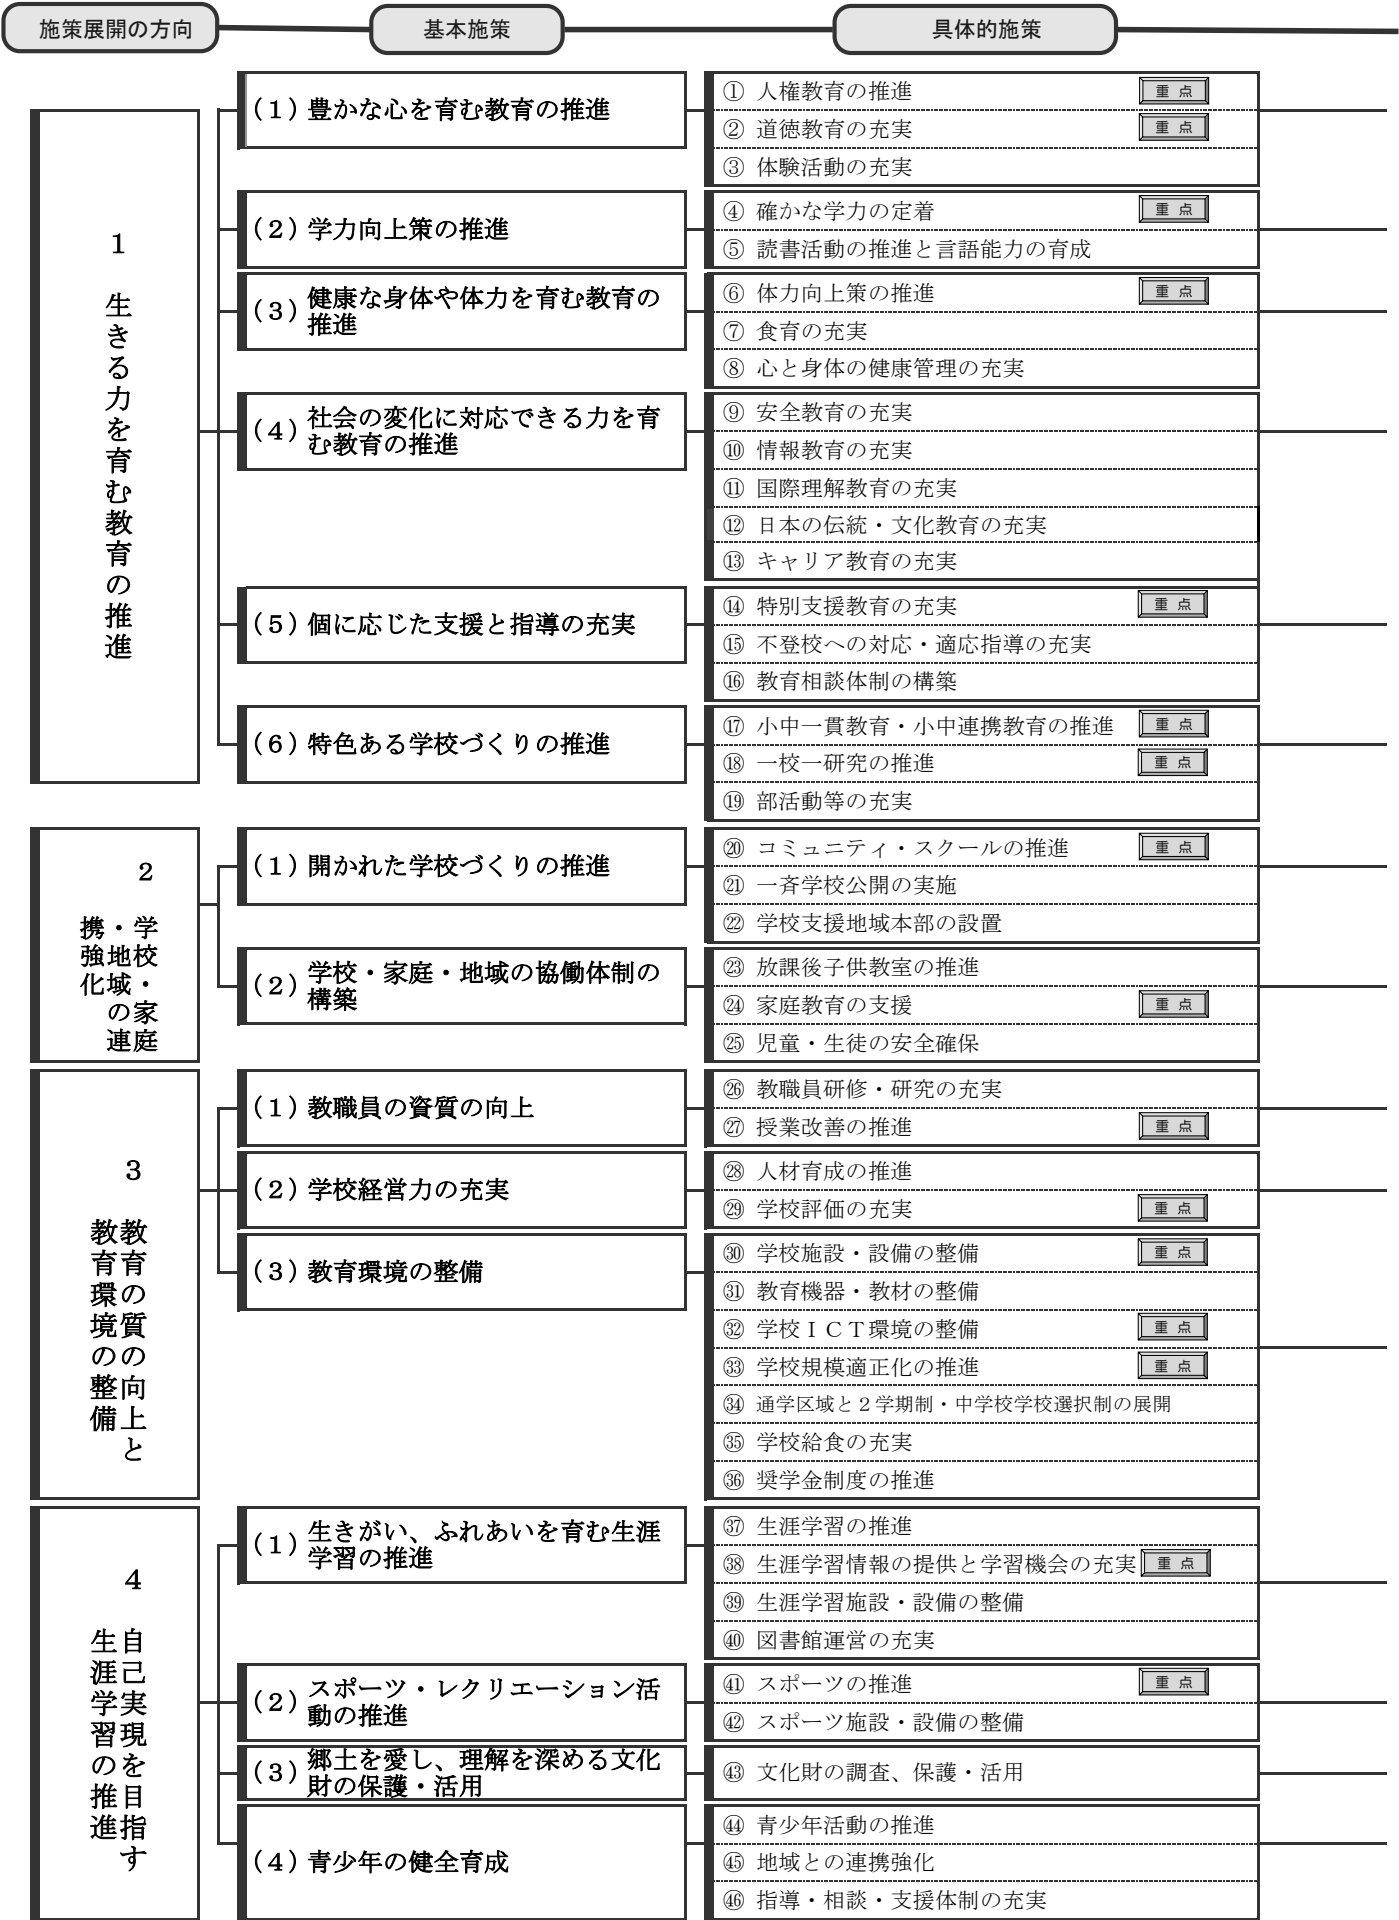 施策展開の方向
基本施策
具体的施策
1 生きる力を育む教育の推進
(1) 豊かな心を育む教育の推進
① 人権教育の推進 重点
② 道徳教育の充実 重点
③ 体験活動の充実
(2) 学力向上策の推進
④ 確かな学力の定着 重点
⑤ 読書活動の推進と言語能力の育成
(3) 健康な身体や体力を育む教育の
推進
⑥ 体力向上策の推進 重点
⑦ 食育の充実
⑧ 心と身体の健康管理の充実
(4) 社会の変化に対応できる力を育
む教育の推進
⑨ 安全教育の充実
⑩ 情報教育の充実
⑪ 国際理解教育の充実
⑫ 日本の伝統・文化教育の充実
⑬ キャリア教育の充実
(5) 個に応じた支援と指導の充実
⑭ 特別支援教育の充実 重点
⑮ 不登校への対応・適応指導の充実
⑯ 教育相談体制の構築
(6) 特色ある学校づくりの推進
⑰ 小中一貫教育・小中連携教育の推進 重点
⑱ 一校一研究の推進 重点
⑲ 部活動等の充実
2
学校・家庭
・地域の連
携強化
(1) 開かれた学校づくりの推進
⑳ コミュニティ・スクールの推進 重点
㉑ 一斉学校公開の実施
㉒ 学校支援地域本部の設置
(2) 学校・家庭・地域の協働体制の
構築
㉓ 放課後子供教室の推進
㉔ 家庭教育の支援 重点
㉕ 児童・生徒の安全確保
3
教育の質の向上と
教育環境の整備
(1) 教職員の資質の向上
㉖ 教職員研修・研究の充実
㉗ 授業改善の推進 重点
(2) 学校経営力の充実
㉘ 人材育成の推進
㉙ 学校評価の充実 重点
(3) 教育環境の整備
㉚ 学校施設・設備の整備 重点
㉛ 教育機器・教材の整備
㉜ 学校ＩＣＴ環境の整備 重点
㉝ 学校規模適正化の推進 重点
㉞ 通学区域と２学期制・中学校学校選択制の展開
㉟ 学校給食の充実
㊱ 奨学金制度の推進
4
自己実現を目指す
生涯学習の推進
(1) 生きがい、ふれあいを育む生涯
学習の推進
㊲ 生涯学習の推進
㊳ 生涯学習情報の提供と学習機会の充実 重点
㊴ 生涯学習施設・設備の整備
㊵ 図書館運営の充実
(2) スポーツ・レクリエーション活
動の推進
㊶ スポーツの推進 重点
㊷ スポーツ施設・設備の整備
(3) 郷土を愛し、理解を深める文化
財の保護・活用
㊸ 文化財の調査、保護・活用
(4) 青少年の健全育成
㊹ 青少年活動の推進
㊺ 地域との連携強化
㊻ 指導・相談・支援体制の充実